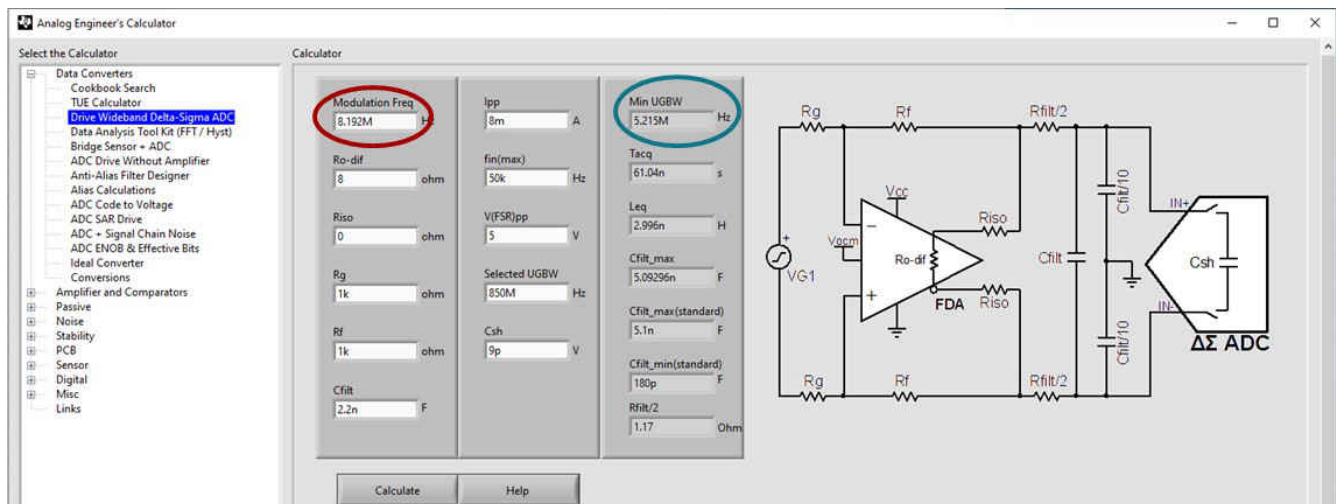 Analog Engineer's Calculator
Select the Calculator
Data Converters
Cookbook Search
TUE Calculator
Drive Wideband Delta-Sigma ADC
Data Analysis Tool Kit (FFT / Hyst)
Bridge Sensor + ADC
ADC Drive Without Amplifier
Anti-Alias Filter Designer
Alias Calculations
ADC Code to Voltage
ADC SAR Drive
ADC + Signal Chain Noise
ADC ENOB & Effective Bits
Ideal Converter
Conversions
Amplifier and Comparators
Passive
Noise
Stability
PCB
Sensor
Digital
Misc
Links
Calculator
Modulation Freq
8.192M Hz
Ro-dif
8 ohm
Riso
0 ohm
Rg
1k ohm
Rf
1k ohm
Cfilt
2.2n F
Ipp
8m A
fin(max)
50k Hz
V(FSR)pp
5 V
Selected UGBW
850M Hz
Csh
9p V
Min UGBW
5.215M Hz
Tacq
61.04n s
Leq
2.996n H
Cfilt_max
5.09296n F
Cfilt_max(standard)
5.1n F
Cfilt_min(standard)
180p F
Rfilt/2
1.17 Ohm
Calculate
Help
Rg Rf Rfilt/2
Cfilt/10
Vcc
IN+
Riso
Vocm
+
−
VG1
Ro-dif
Cfilt
Csh
+
FDA Riso
IN-
Cfilt/10
ΔΣ ADC
Rg Rf Rfilt/2